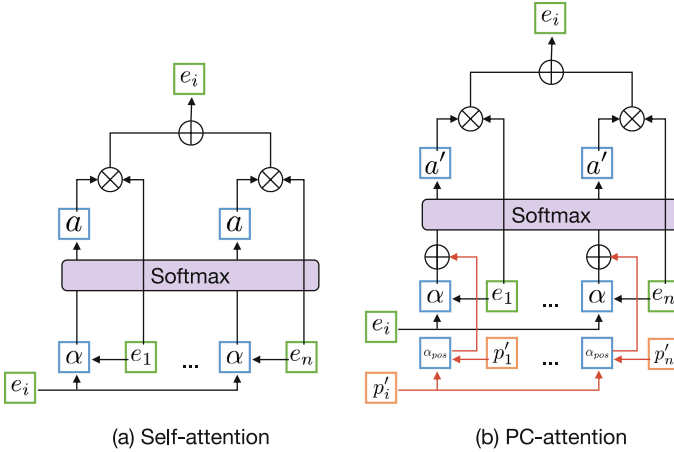 e_i
e_i
a a
a′ a′
Softmax
Softmax
α e_1 ... α e_n
α e_1 ... α e_n
e_i
e_i
α_pos p′_1 ... α_pos p′_n
p′_i
(a) Self-attention
(b) PC-attention